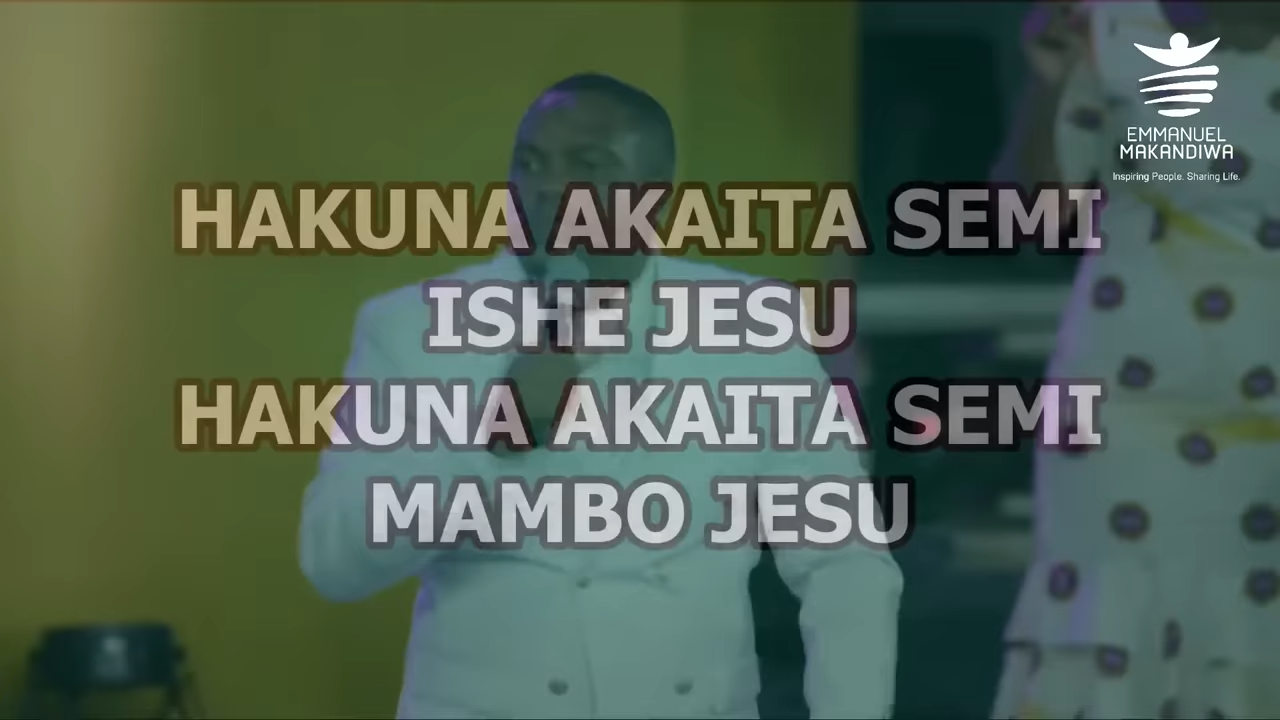 EMMANUEL
MAKANDIWA
Inspiring People. Sharing Life.
HAKUNA AKAITA SEMI
ISHE JESU
HAKUNA AKAITA SEMI
MAMBO JESU